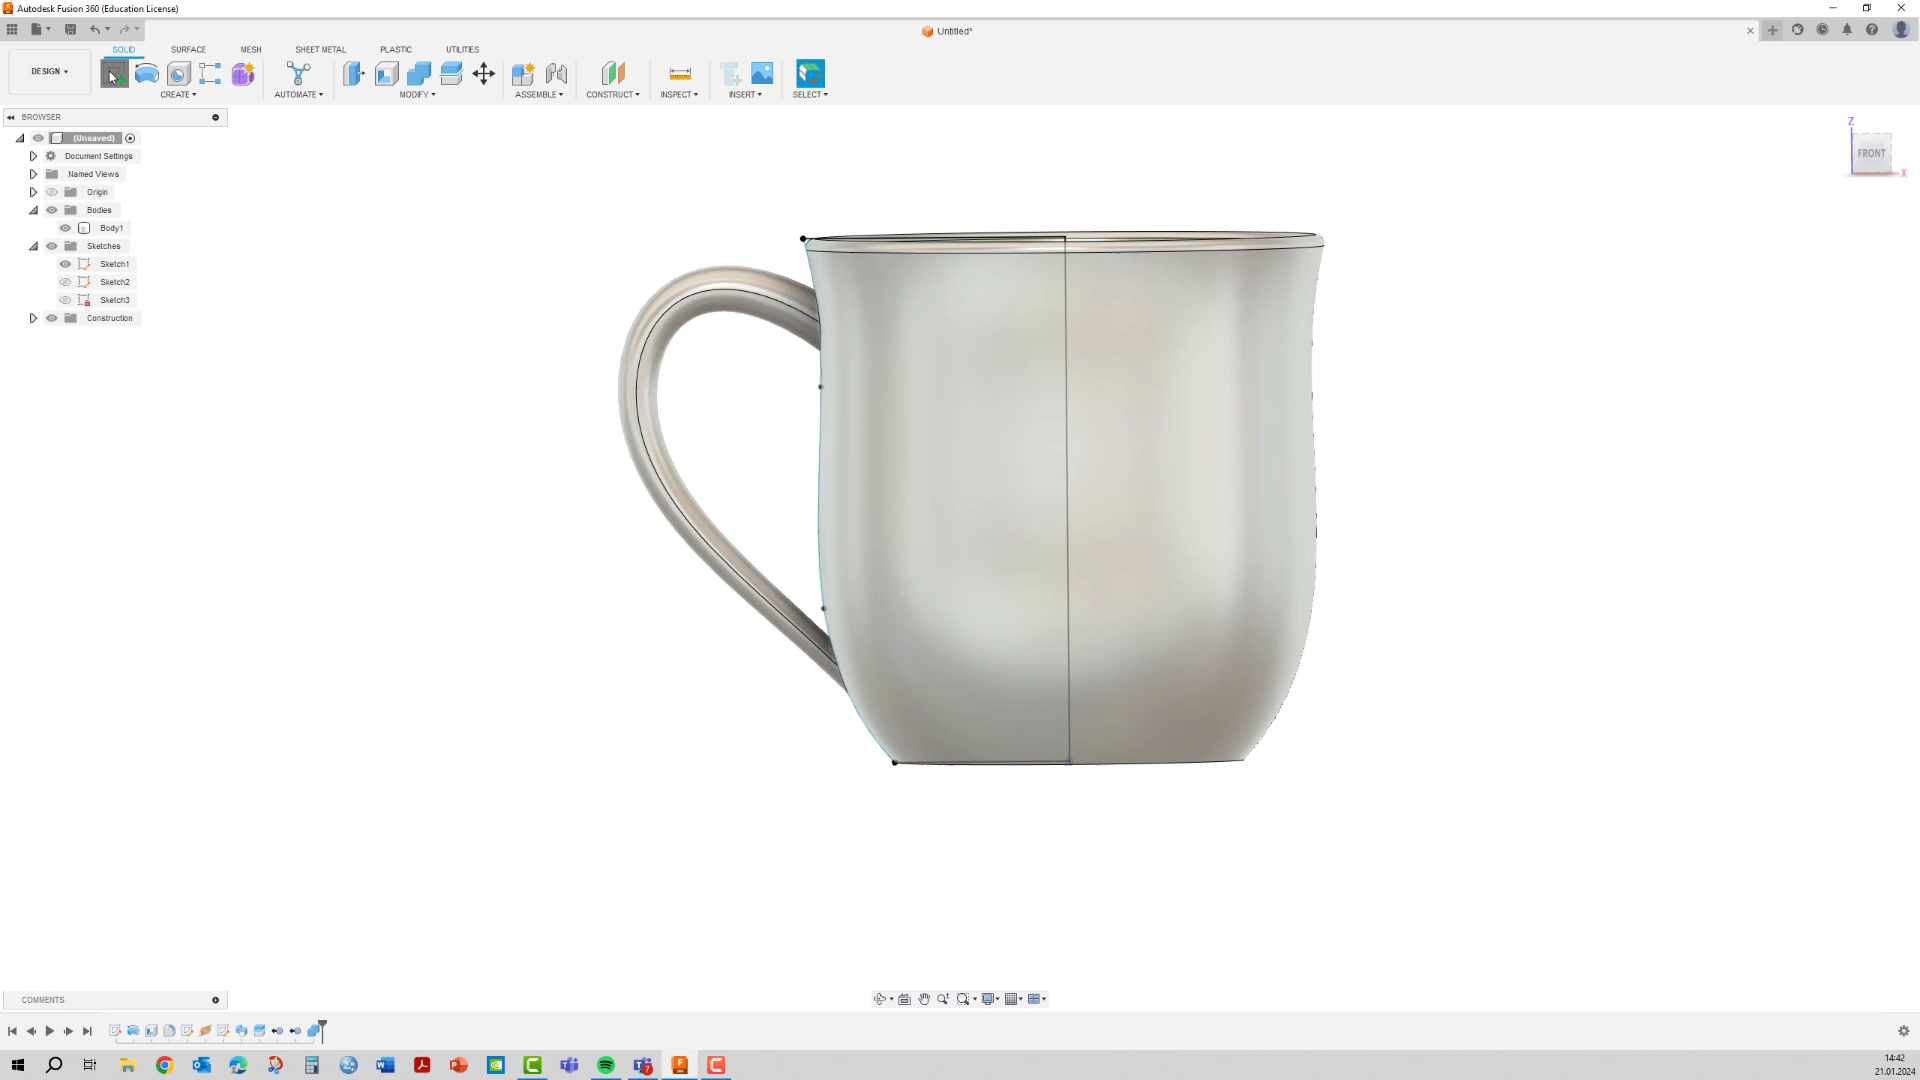 Autodesk Fusion 360 (Education License)
Untitled*
SOLID SURFACE MESH SHEET METAL PLASTIC UTILITIES
DESIGN
CREATE AUTOMATE MODIFY ASSEMBLE CONSTRUCT INSPECT INSERT SELECT
BROWSER
(Unsaved)
Document Settings
Named Views
Origin
Bodies
Body1
Sketches
Sketch1
Sketch2
Sketch3
Construction
Z
FRONT
X
COMMENTS
14:42
21.01.2024